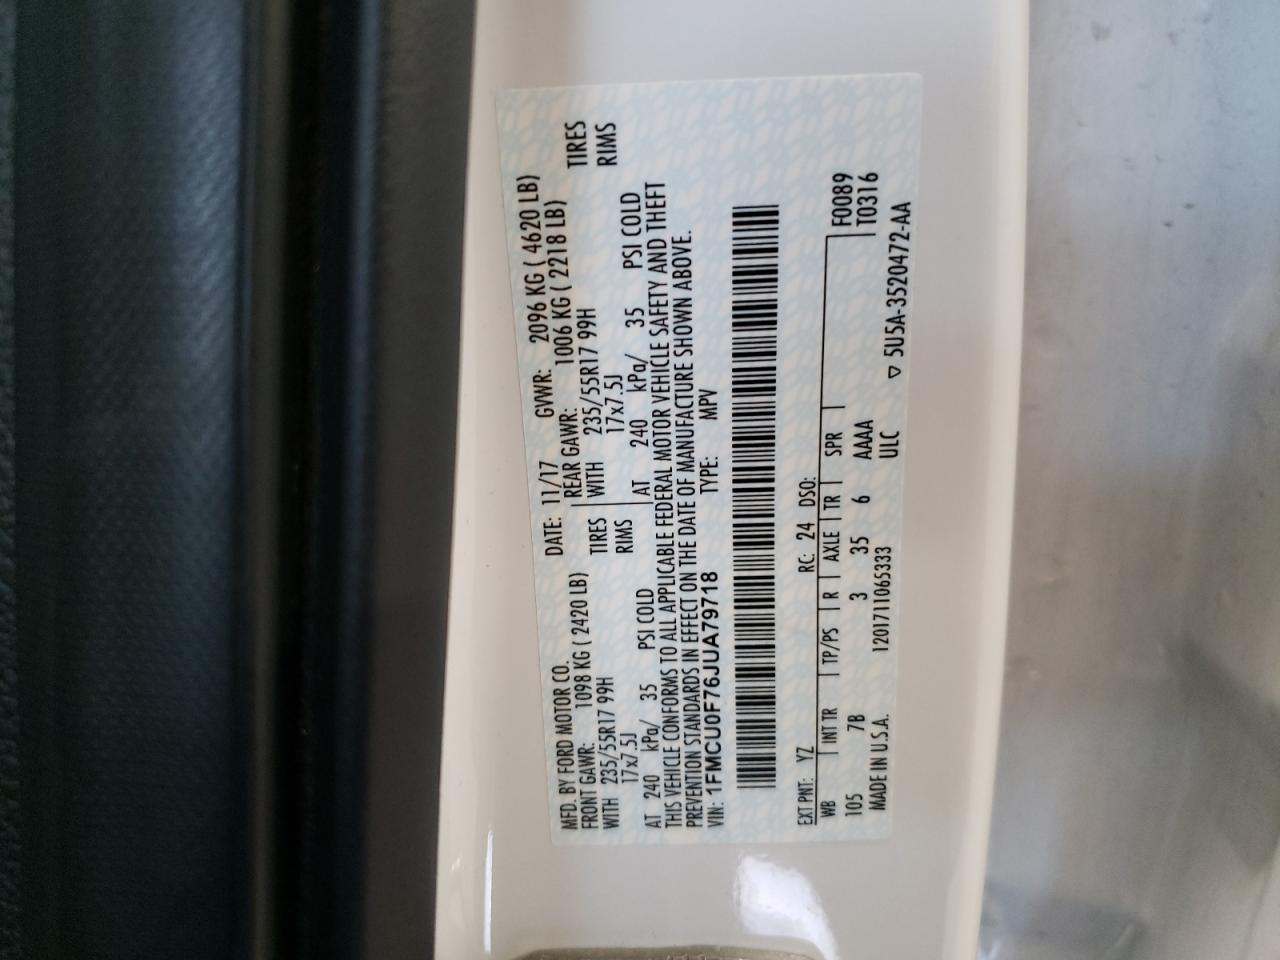 MFD. BY FORD MOTOR CO.
DATE: 11/17 GVWR: 2096 KG ( 4620 LB)
FRONT GAWR: 1098 KG ( 2420 LB) REAR GAWR: 1006 KG ( 2218 LB)
WITH 235/55R17 99H TIRES WITH 235/55R17 99H TIRES
17x7.5J RIMS 17x7.5J RIMS
AT 240 kPa/ 35 PSI COLD AT 240 kPa/ 35 PSI COLD
THIS VEHICLE CONFORMS TO ALL APPLICABLE FEDERAL MOTOR VEHICLE SAFETY AND THEFT
PREVENTION STANDARDS IN EFFECT ON THE DATE OF MANUFACTURE SHOWN ABOVE.
VIN: 1FMCU0F76JUA79718 TYPE: MPV
EXT PNT: YZ RC: 24 DSO:
WB INT TR TP/PS R AXLE TR SPR F0089
105 7B 3 35 6 AAAA T0316
MADE IN U.S.A. 1201711065333 ULC
▽ 5U5A-3520472-AA